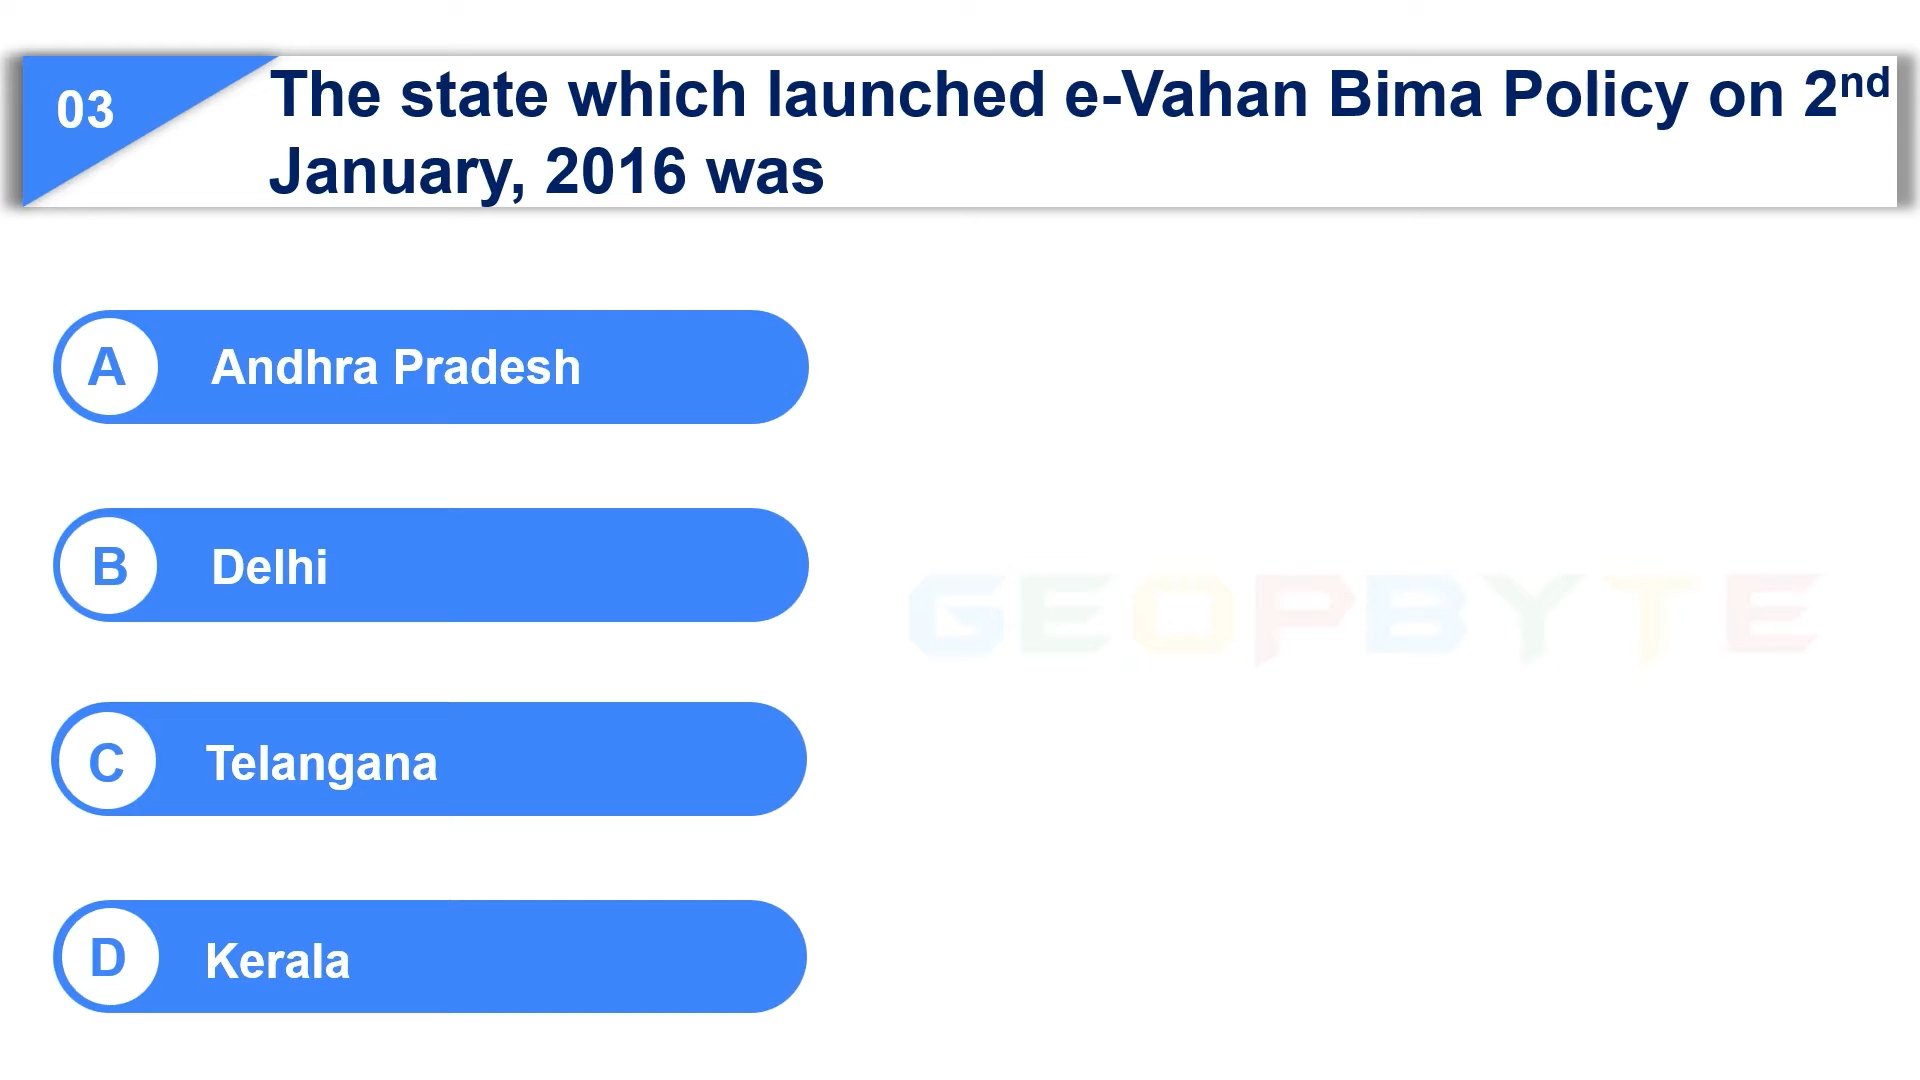 03
The state which launched e-Vahan Bima Policy on 2nd
January, 2016 was
A Andhra Pradesh
B Delhi
GEOPBYTE
C Telangana
D Kerala